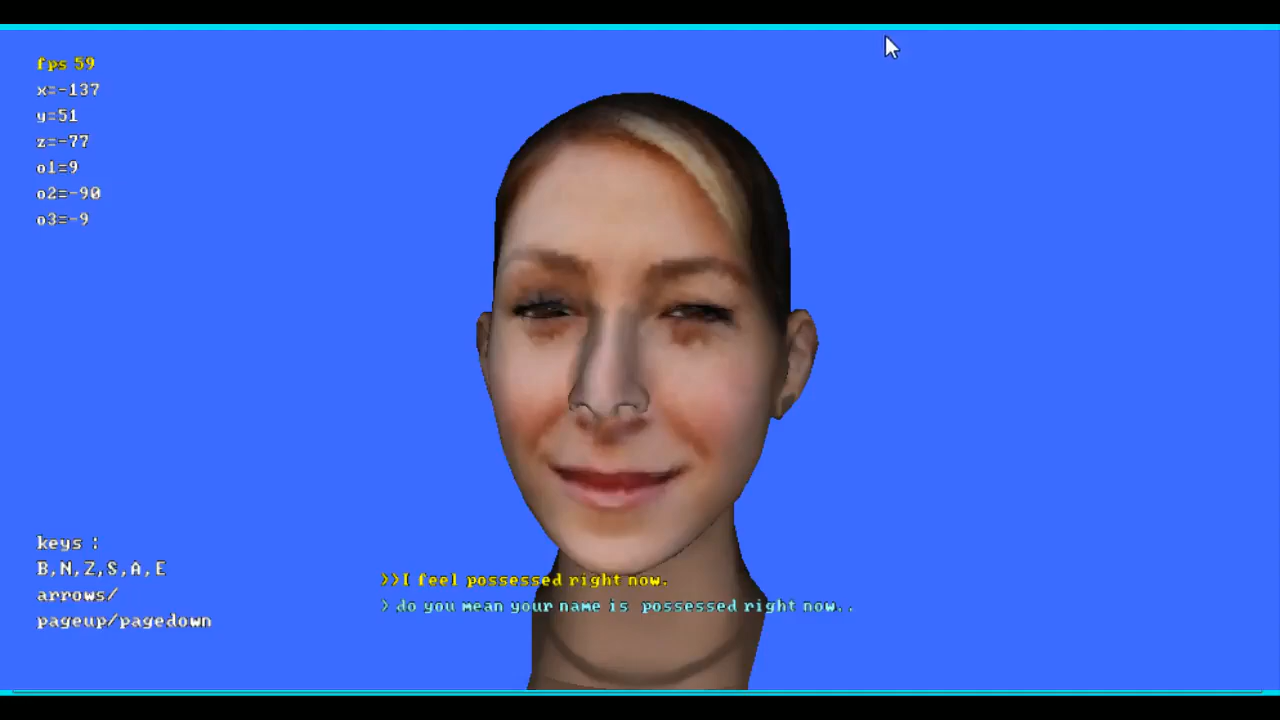 fps 59
x=-137
y=51
z=-77
o1=9
o2=-90
o3=-9
keys :
B,N,Z,S,A,E
arrows/
pageup/pagedown
>>I feel possessed right now.
> do you mean your name is  possessed right now..